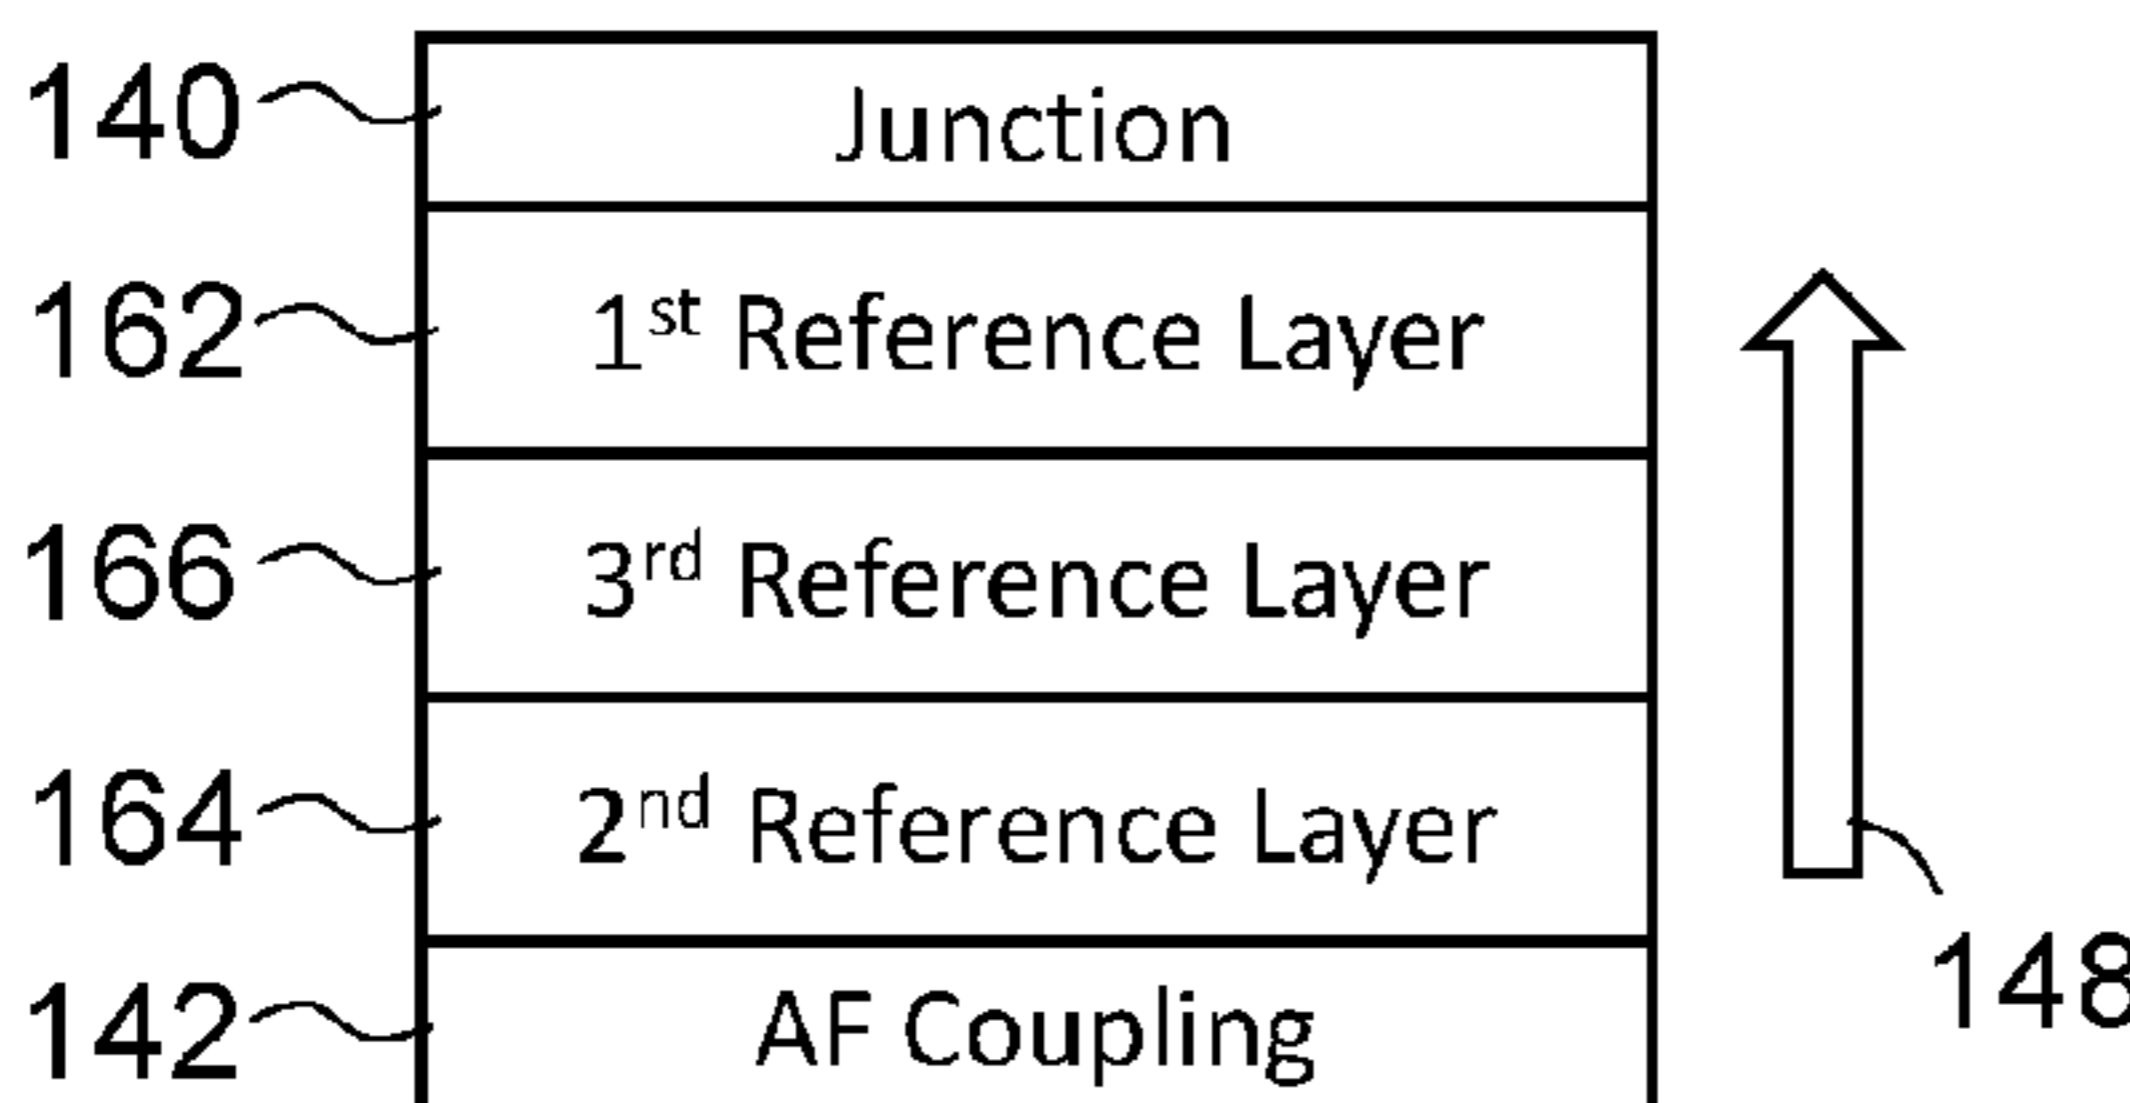 140 Junction
162 1st Reference Layer
166 3rd Reference Layer
164 2nd Reference Layer
148
142 AF Coupling